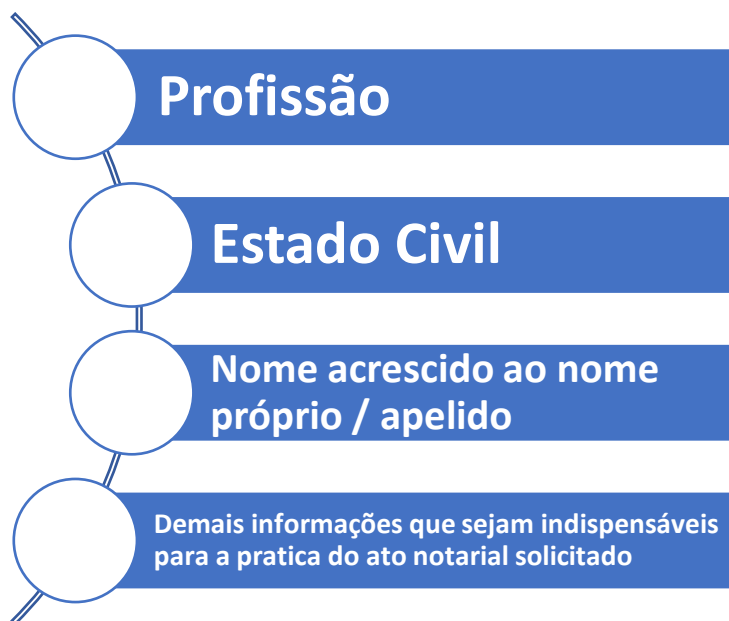 Profissão
Estado Civil
Nome acrescido ao nome
próprio / apelido
Demais informações que sejam indispensáveis
para a pratica do ato notarial solicitado